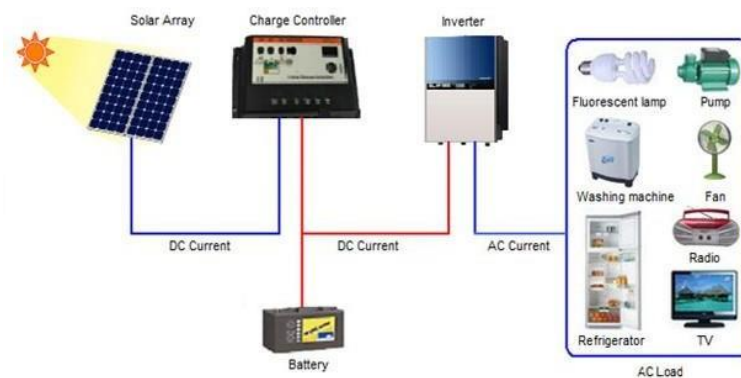 Solar Array
Charge Controller
Inverter
Fluorescent lamp
Pump
Washing machine
Fan
DC Current
DC Current
AC Current
Radio
Refrigerator
TV
Battery
AC Load